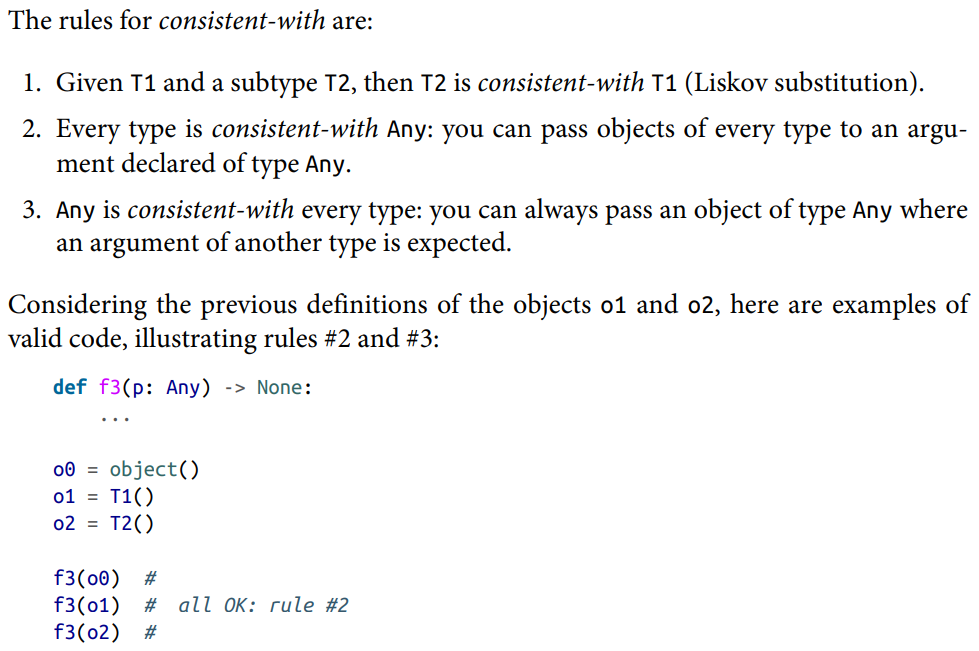 The rules for consistent-with are:
1. Given T1 and a subtype T2, then T2 is consistent-with T1 (Liskov substitution).
2. Every type is consistent-with Any: you can pass objects of every type to an argu-
ment declared of type Any.
3. Any is consistent-with every type: you can always pass an object of type Any where
an argument of another type is expected.
Considering the previous definitions of the objects o1 and o2, here are examples of
valid code, illustrating rules #2 and #3:
def f3(p: Any) -> None:
    ...
o0 = object()
o1 = T1()
o2 = T2()
f3(o0)  #
f3(o1)  #  all OK: rule #2
f3(o2)  #